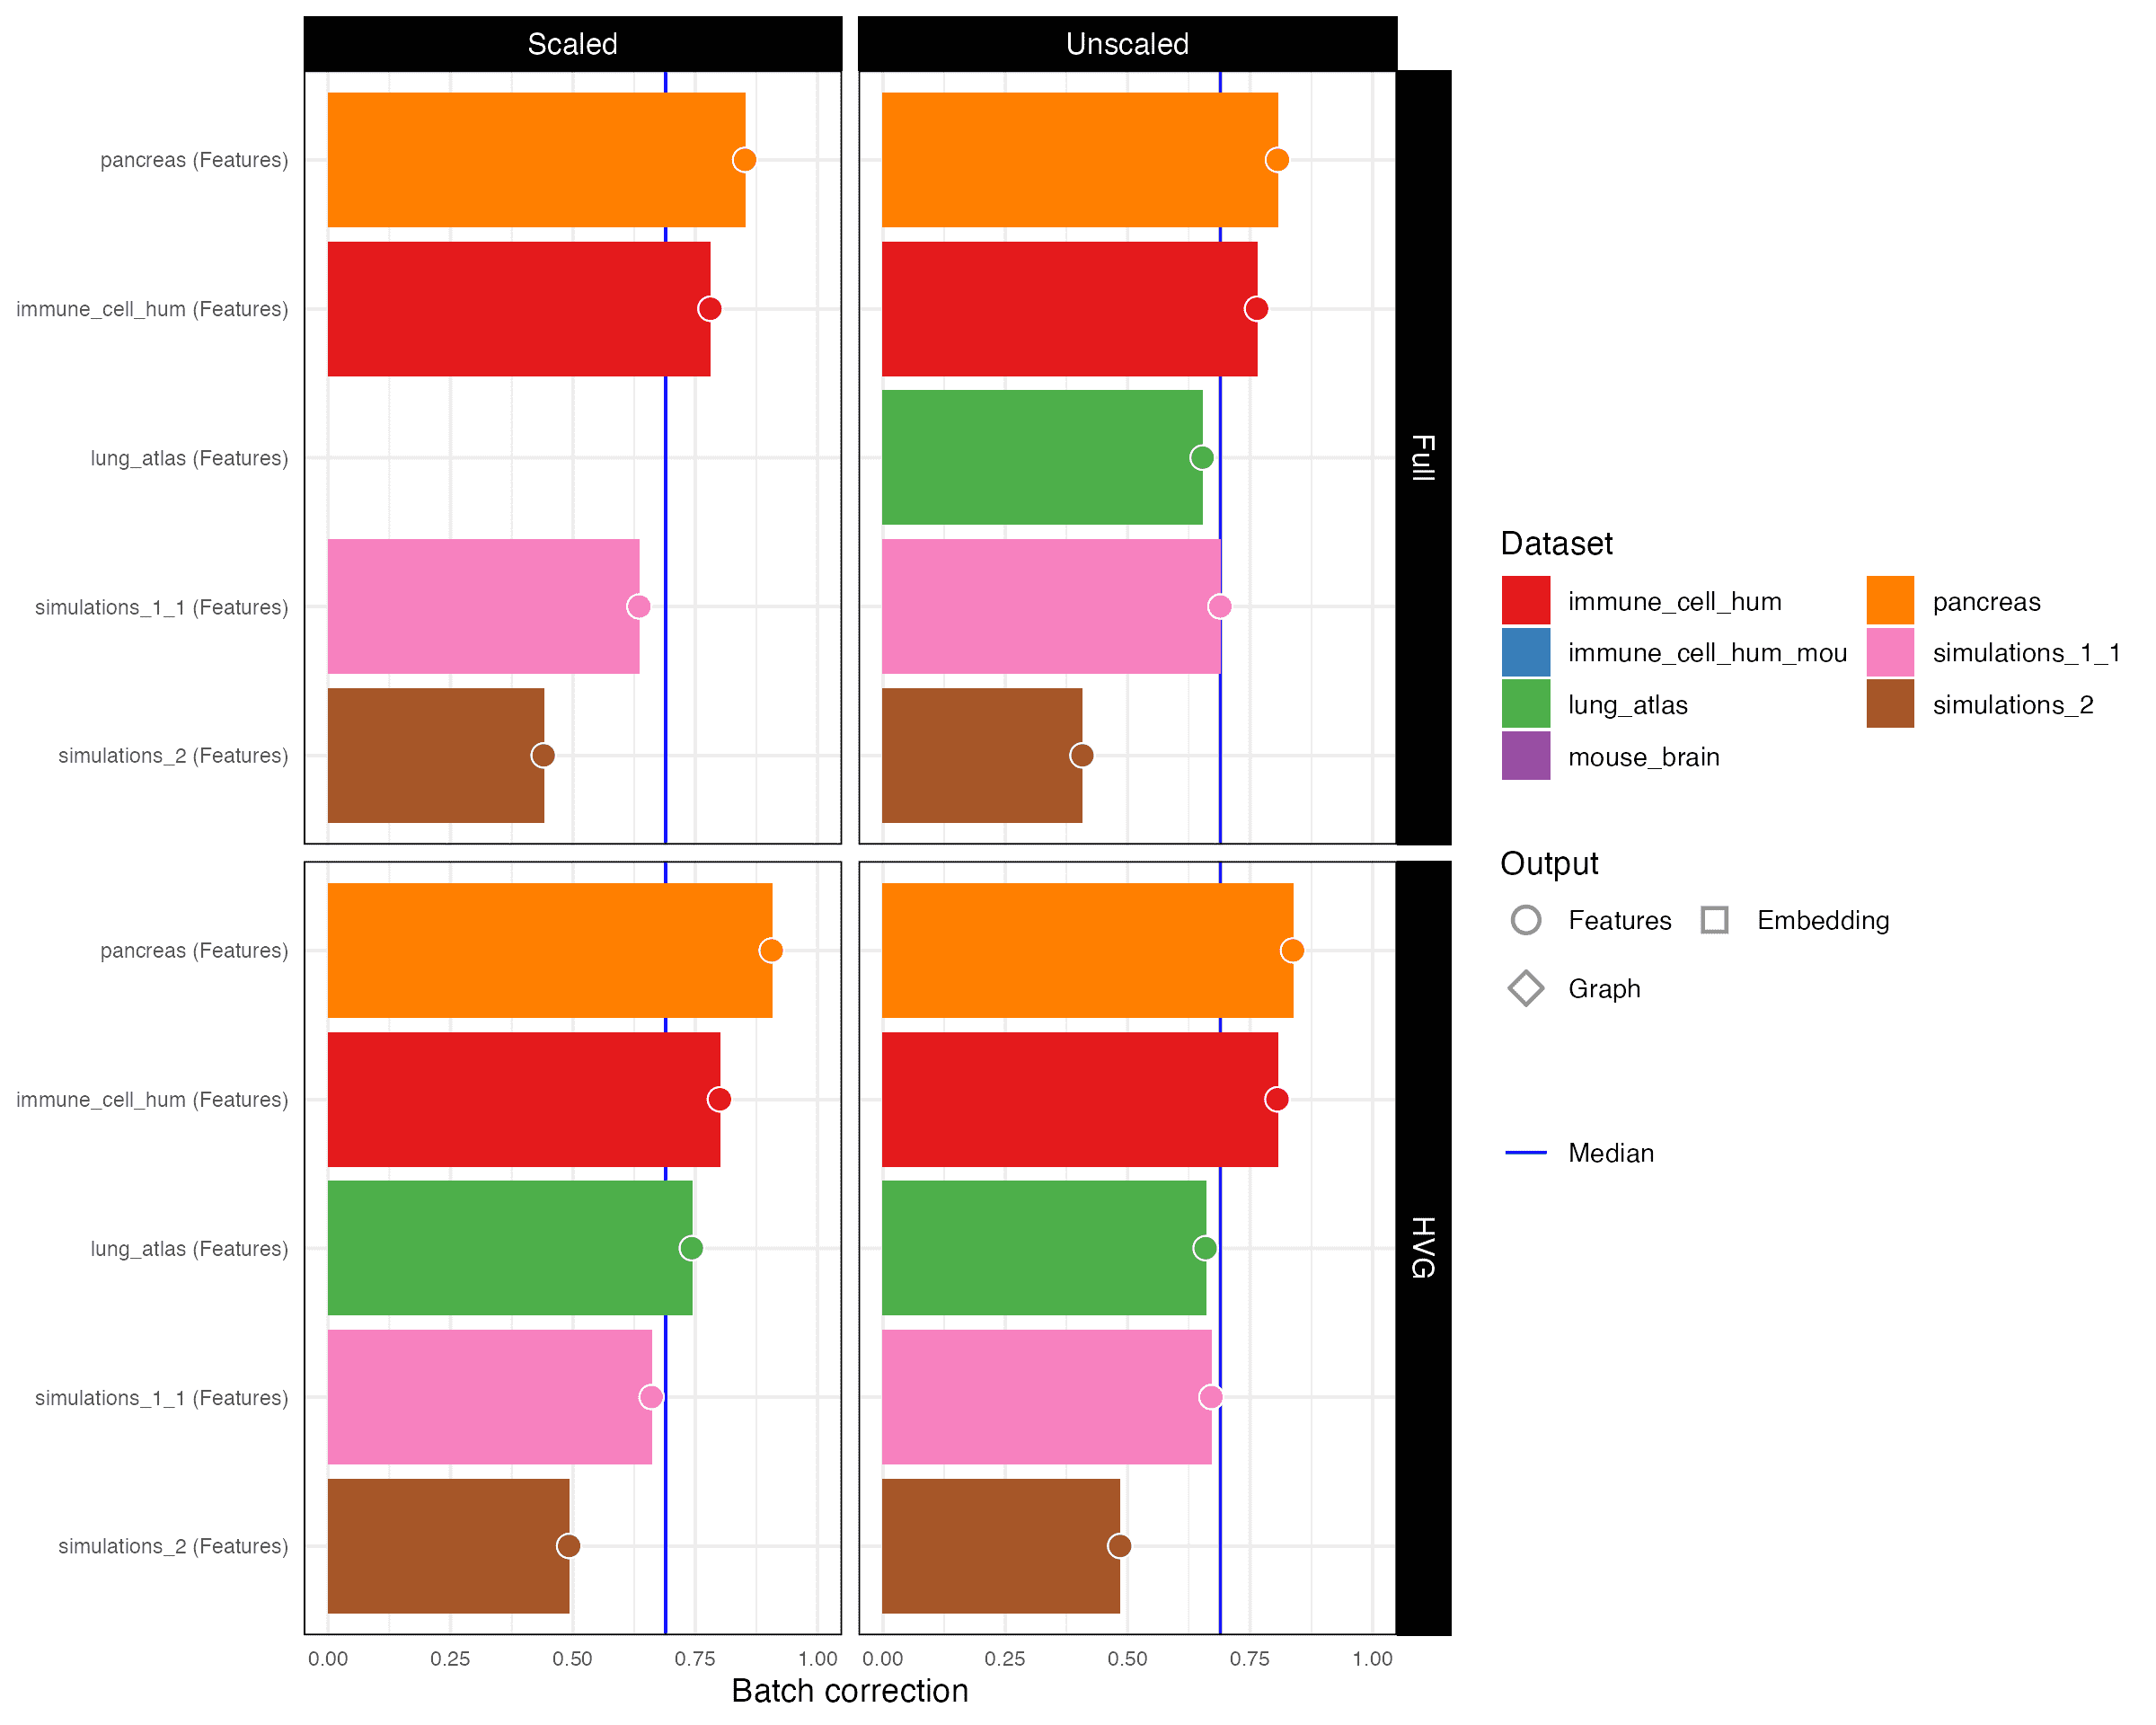 Scaled
Unscaled
pancreas (Features)
immune_cell_hum (Features)
lung_atlas (Features)
simulations_1_1 (Features)
simulations_2 (Features)
Full
pancreas (Features)
immune_cell_hum (Features)
lung_atlas (Features)
simulations_1_1 (Features)
simulations_2 (Features)
HVG
0.00 0.25 0.50 0.75 1.00
0.00 0.25 0.50 0.75 1.00
Batch correction
Dataset
immune_cell_hum
immune_cell_hum_mou
lung_atlas
mouse_brain
pancreas
simulations_1_1
simulations_2
Output
Features
Embedding
Graph
Median